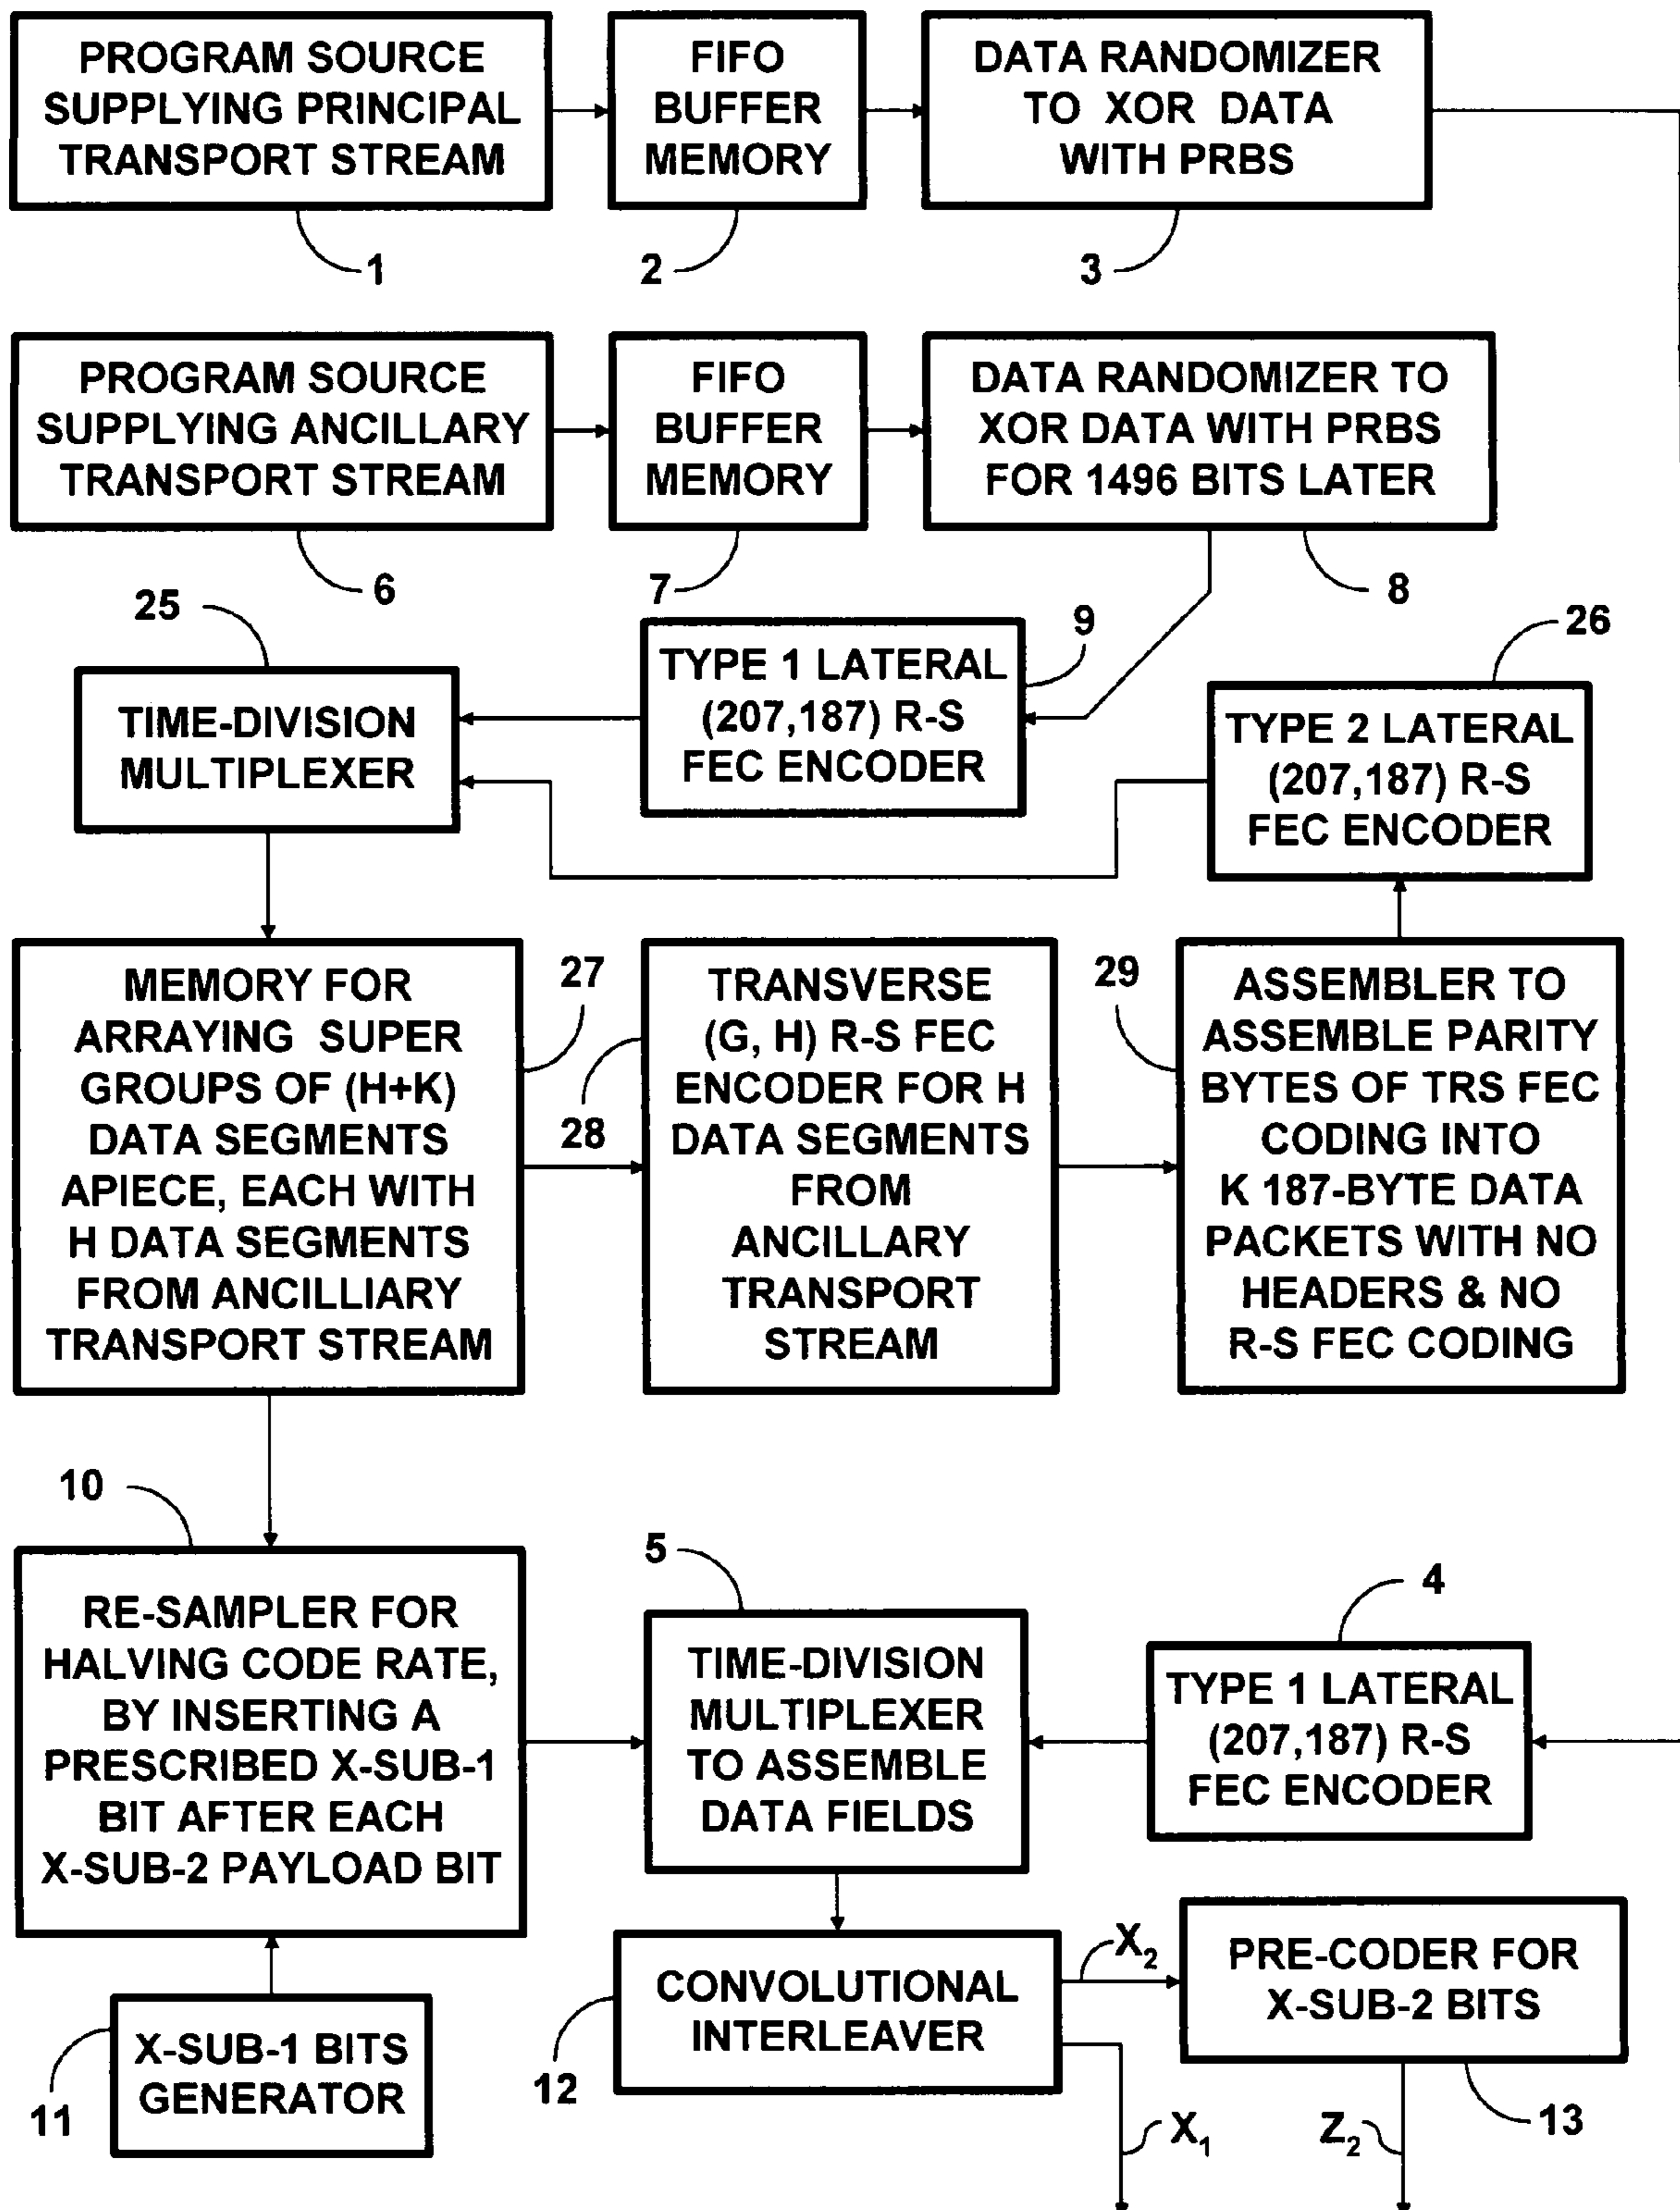 PROGRAM SOURCE
SUPPLYING PRINCIPAL
TRANSPORT STREAM
1
FIFO
BUFFER
MEMORY
2
DATA RANDOMIZER
TO XOR DATA
WITH PRBS
3
PROGRAM SOURCE
SUPPLYING ANCILLARY
TRANSPORT STREAM
6
FIFO
BUFFER
MEMORY
7
DATA RANDOMIZER TO
XOR DATA WITH PRBS
FOR 1496 BITS LATER
8
25
TIME-DIVISION
MULTIPLEXER
9
TYPE 1 LATERAL
(207,187) R-S
FEC ENCODER
26
TYPE 2 LATERAL
(207,187) R-S
FEC ENCODER
MEMORY FOR
ARRAYING SUPER
GROUPS OF (H+K)
DATA SEGMENTS
APIECE, EACH WITH
H DATA SEGMENTS
FROM ANCILLIARY
TRANSPORT STREAM
27
28
TRANSVERSE
(G, H) R-S FEC
ENCODER FOR H
DATA SEGMENTS
FROM
ANCILLARY
TRANSPORT
STREAM
29
ASSEMBLER TO
ASSEMBLE PARITY
BYTES OF TRS FEC
CODING INTO
K 187-BYTE DATA
PACKETS WITH NO
HEADERS & NO
R-S FEC CODING
10
RE-SAMPLER FOR
HALVING CODE RATE,
BY INSERTING A
PRESCRIBED X-SUB-1
BIT AFTER EACH
X-SUB-2 PAYLOAD BIT
5
TIME-DIVISION
MULTIPLEXER
TO ASSEMBLE
DATA FIELDS
4
TYPE 1 LATERAL
(207,187) R-S
FEC ENCODER
X-SUB-1 BITS
GENERATOR
11
CONVOLUTIONAL
INTERLEAVER
12
X₂
PRE-CODER FOR
X-SUB-2 BITS
13
X₁
Z₂